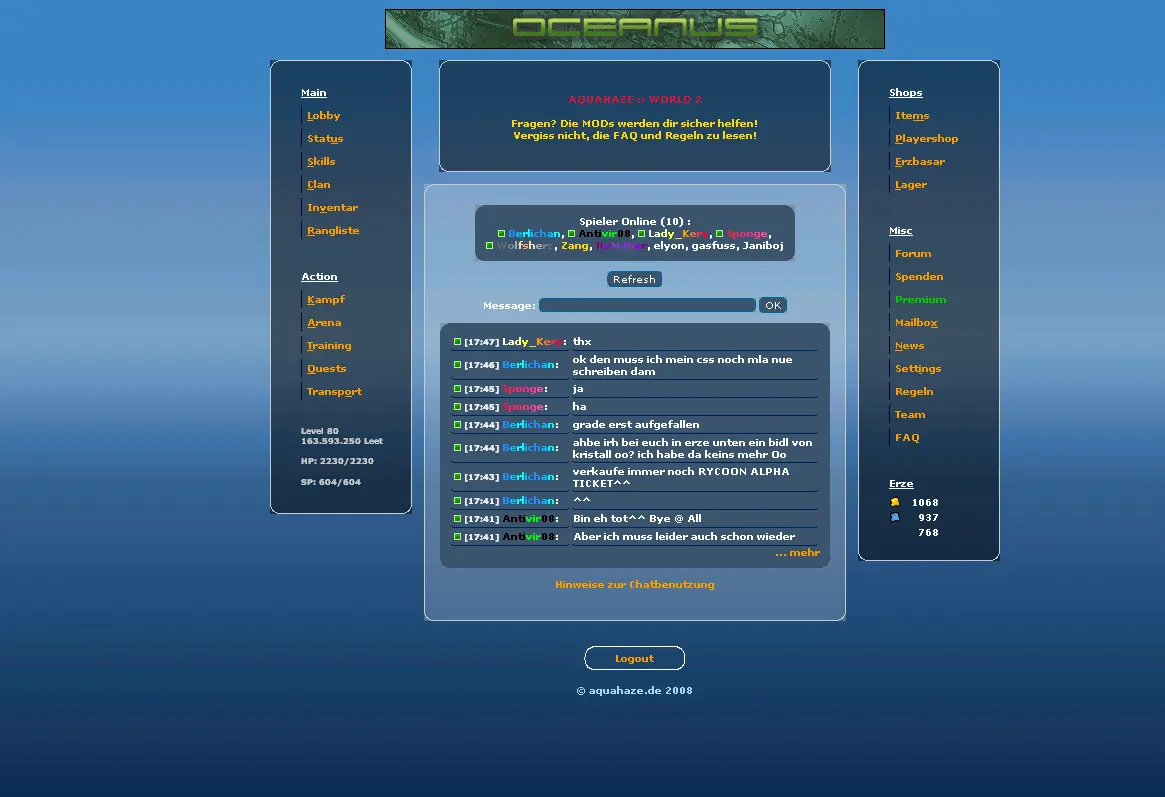 OCEANUS
Main
Lobby
Status
Skills
Clan
Inventar
Rangliste
Action
Kampf
Arena
Training
Quests
Transport
Level 80
163.593.250 Leet
HP: 2230/2230
SP: 604/604
AQUAHAZE :: WORLD 2
Fragen? Die MODs werden dir sicher helfen!
Vergiss nicht, die FAQ und Regeln zu lesen!
Spieler Online (10) :
Berlichan, Antivir08, Lady_Kery, Sponge,
Wolfsherz, Zang, elyon, gasfuss, Janiboj
Refresh
Message: OK
[17:47] Lady_Kery: thx
[17:46] Berlichan: ok den muss ich mein css noch mla nue
schreiben dam
[17:45] Sponge: ja
[17:45] Sponge: ha
[17:44] Berlichan: grade erst aufgefallen
[17:44] Berlichan: ahbe irh bei euch in erze unten ein bidl von
kristall oo? ich habe da keins mehr Oo
[17:43] Berlichan: verkaufe immer noch RYCOON ALPHA
TICKET^^
[17:41] Berlichan: ^^
[17:41] Antivir08: Bin eh tot^^ Bye @ All
[17:41] Antivir08: Aber ich muss leider auch schon wieder
... mehr
Hinweise zur Chatbenutzung
Logout
© aquahaze.de 2008
Shops
Items
Playershop
Erzbasar
Lager
Misc
Forum
Spenden
Premium
Mailbox
News
Settings
Regeln
Team
FAQ
Erze
1068
937
768